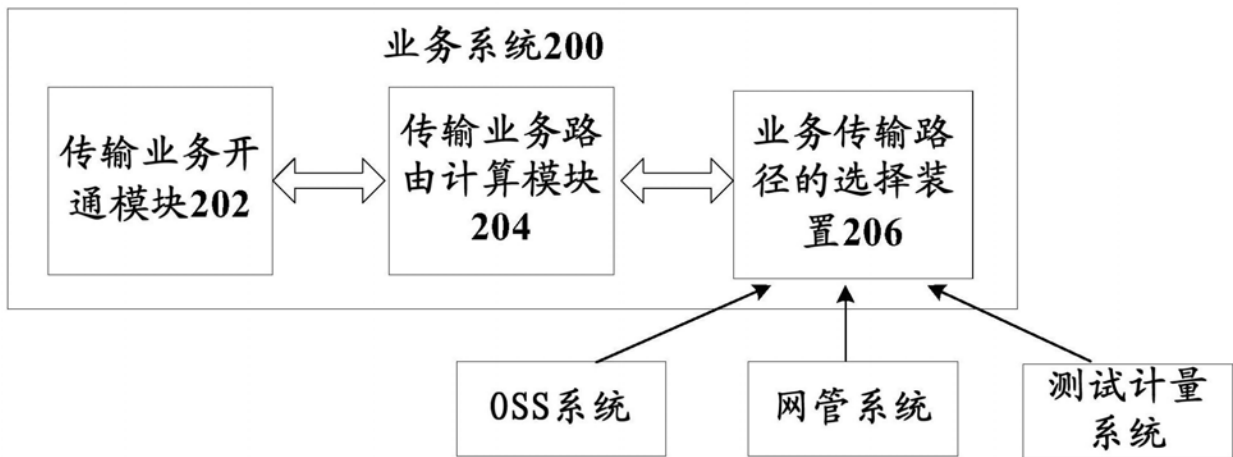 业务系统200
传输业务开
通模块202
传输业务路
由计算模块
204
业务传输路
径的选择装
置206
OSS系统
网管系统
测试计量
系统